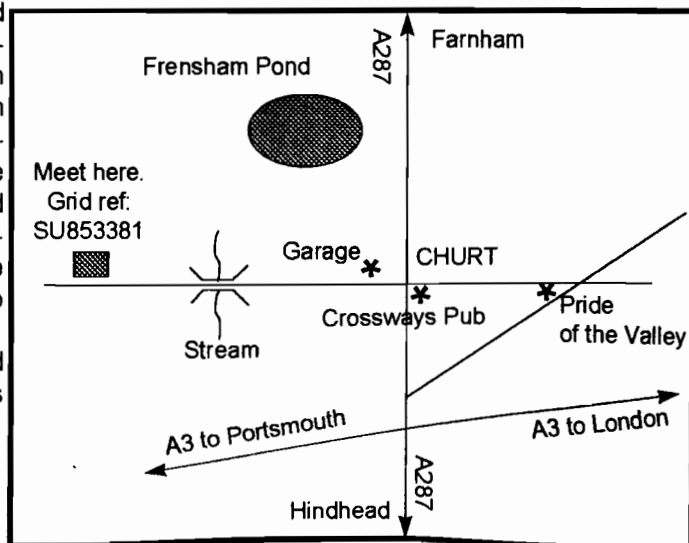 A287
Farnham
Frensham Pond
Meet here.
Grid ref:
SU853381
Garage
CHURT
Crossways Pub
Pride
of the Valley
Stream
A3 to Portsmouth
A3 to London
A287
Hindhead